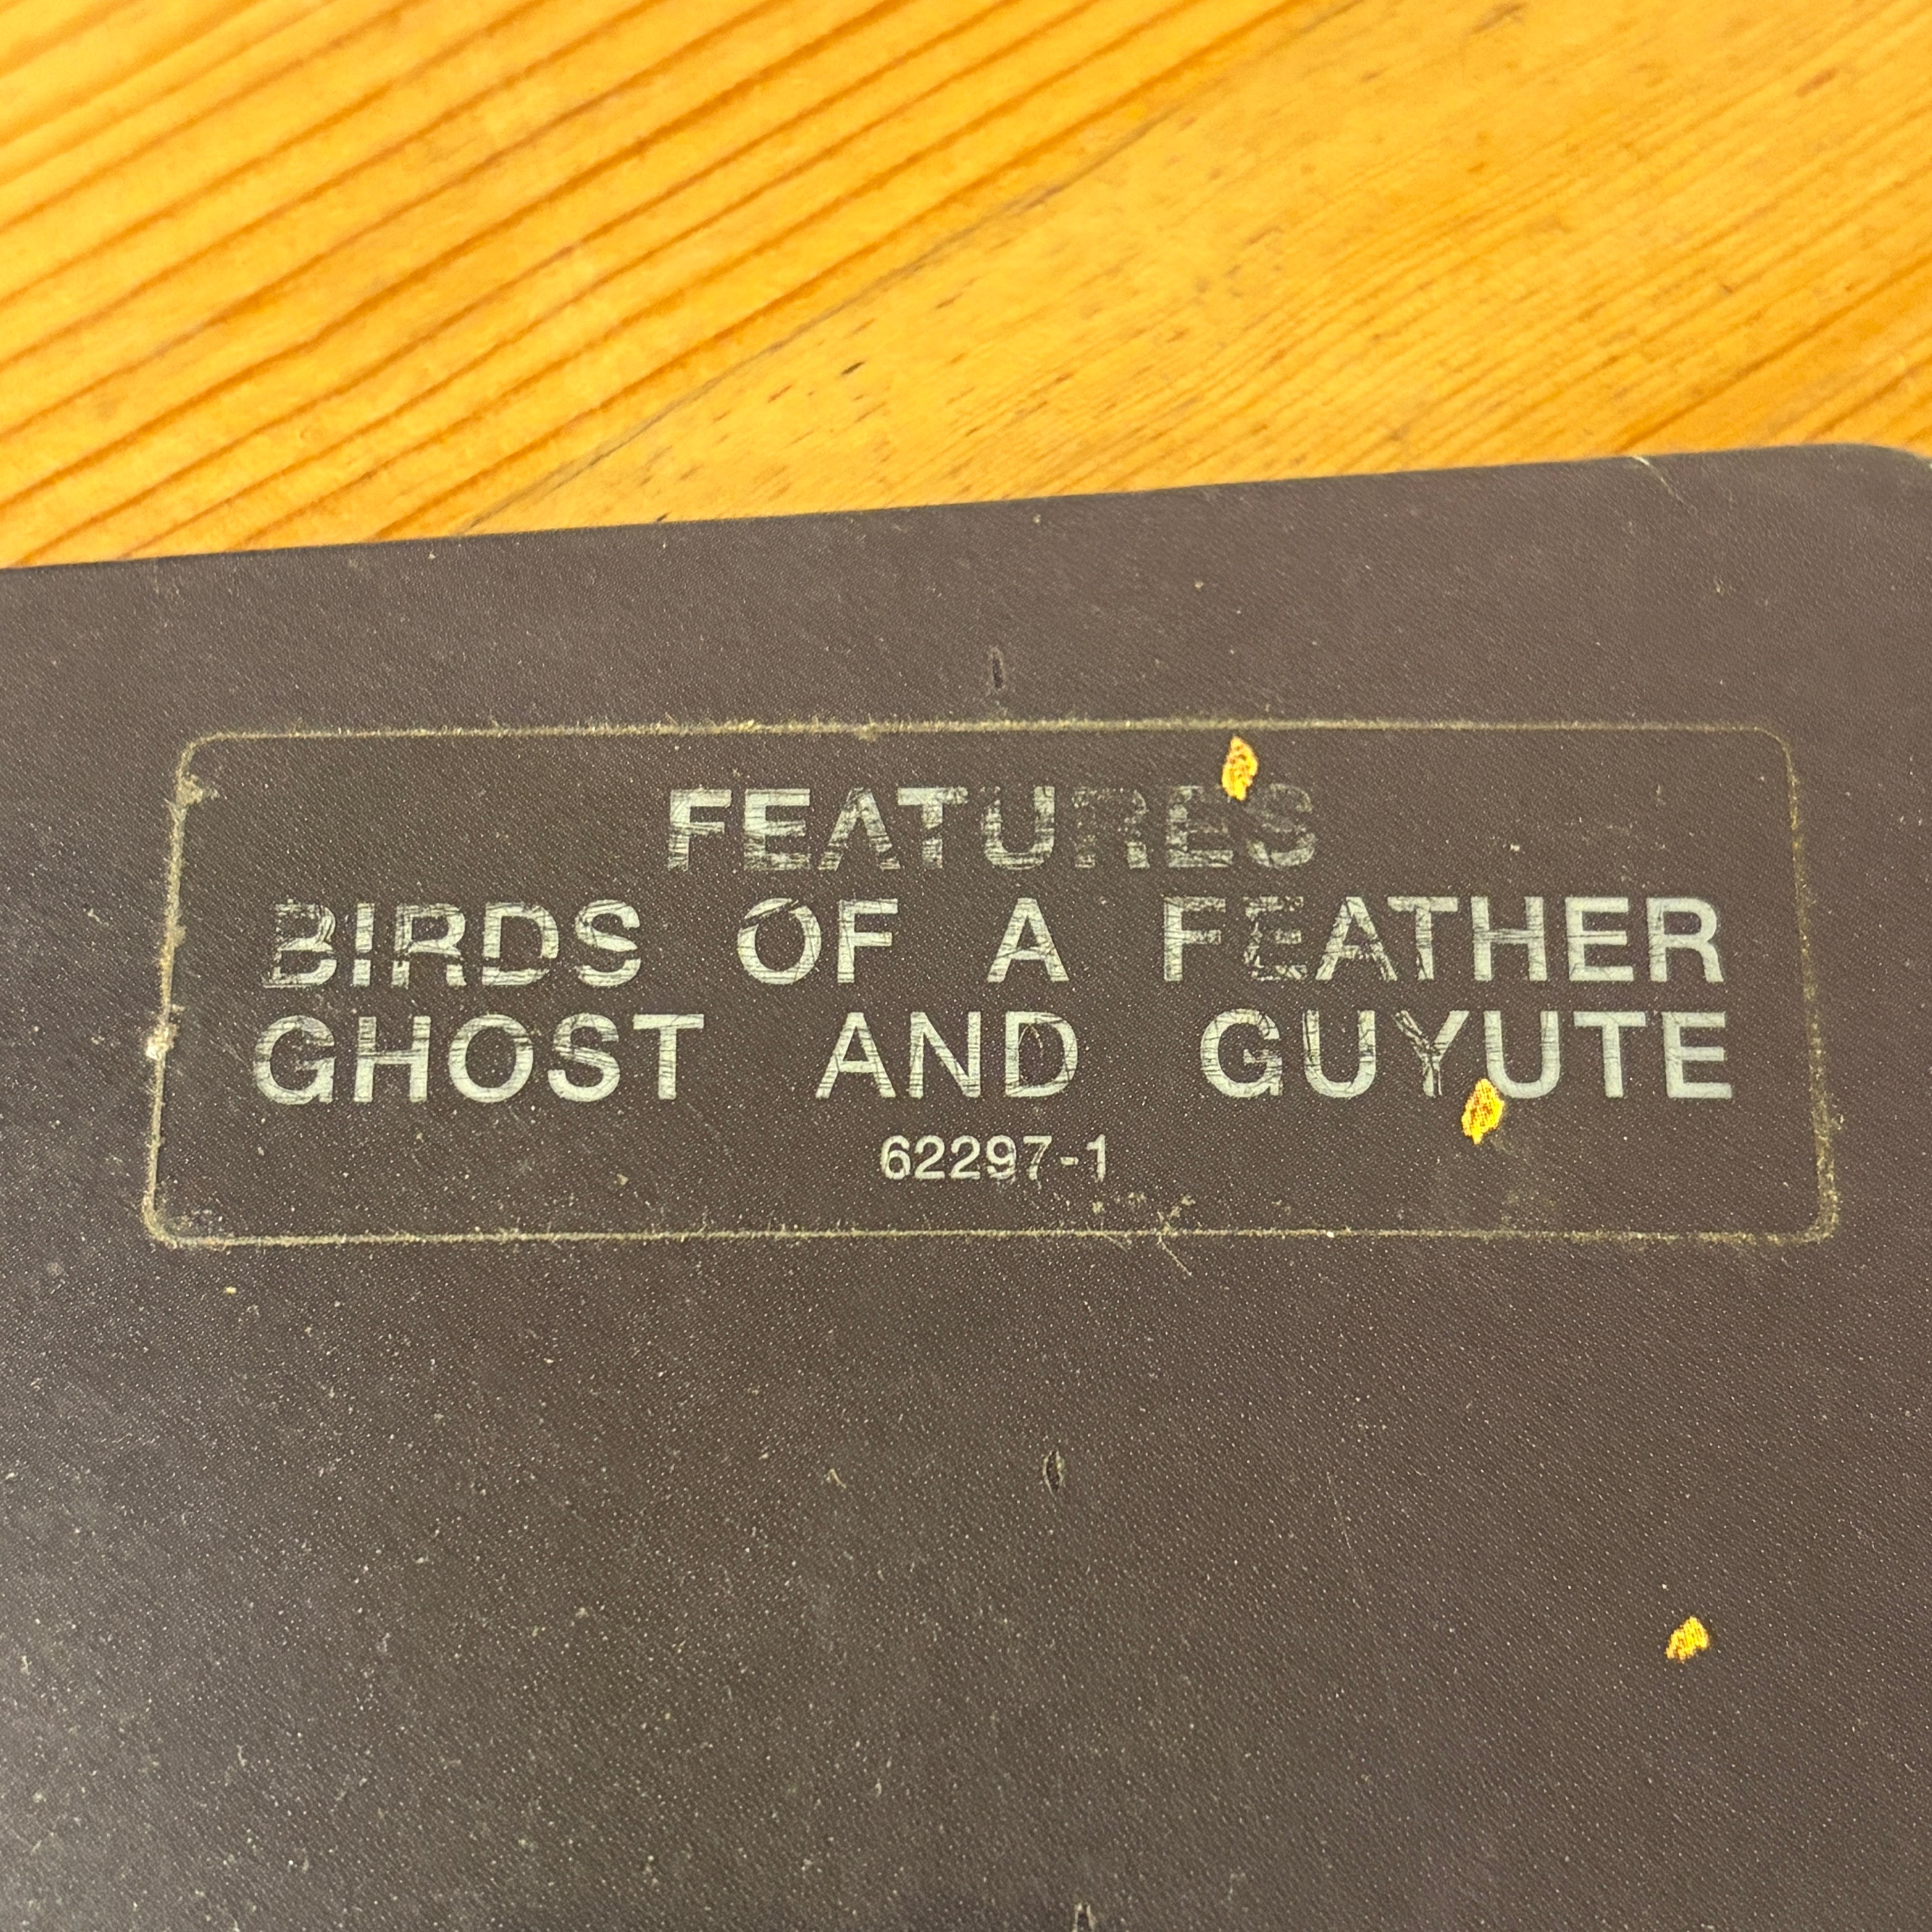 FEATURES
BIRDS OF A FEATHER
GHOST AND GUYUTE
62297-1